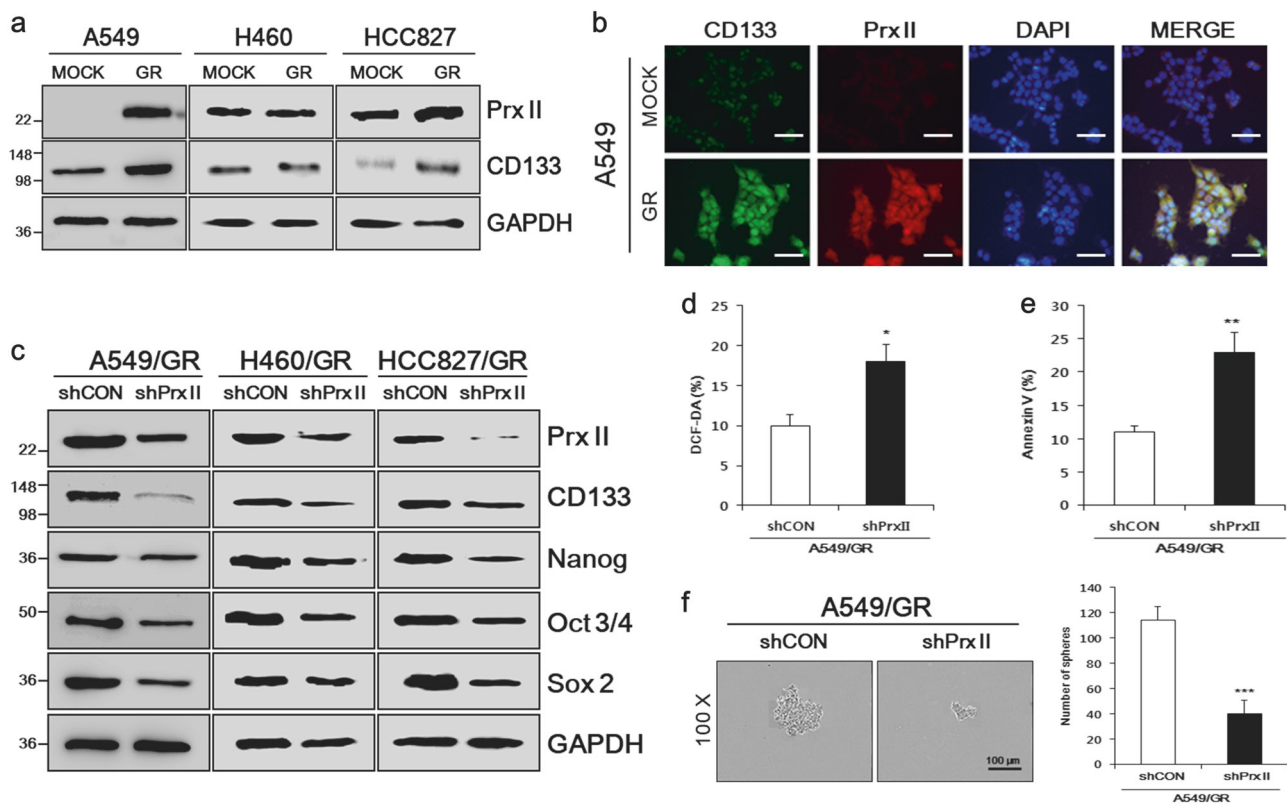 a
A549 H460 HCC827
MOCK GR MOCK GR MOCK GR
22 Prx II
148
98 CD133
36 GAPDH
b
CD133 Prx II DAPI MERGE
A549
MOCK
GR
c
A549/GR H460/GR HCC827/GR
shCON shPrx II shCON shPrx II shCON shPrx II
22 Prx II
148
98 CD133
36 Nanog
50 Oct 3/4
36 Sox 2
36 GAPDH
d
DCF-DA (%)
25
20
15
10
5
0
*
shCON shPrxII
A549/GR
e
Annexin V (%)
30
25
20
15
10
5
0
**
shCON shPrxII
A549/GR
f
A549/GR
shCON shPrx II
100 X
100 μm
Number of spheres
140
120
100
80
60
40
20
0
***
shCON shPrxII
A549/GR